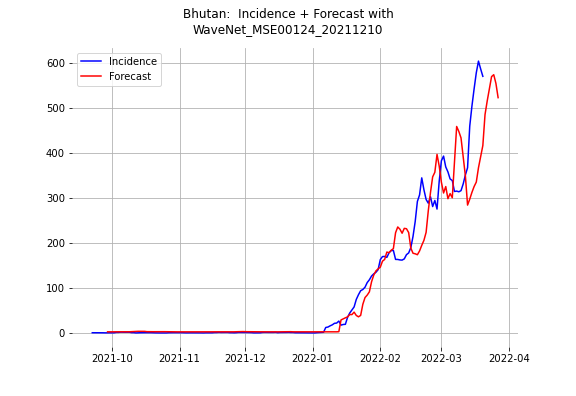 Bhutan:  Incidence + Forecast with
WaveNet_MSE00124_20211210
Incidence
Forecast
600
500
400
300
200
100
0
2021-10 2021-11 2021-12 2022-01 2022-02 2022-03 2022-04